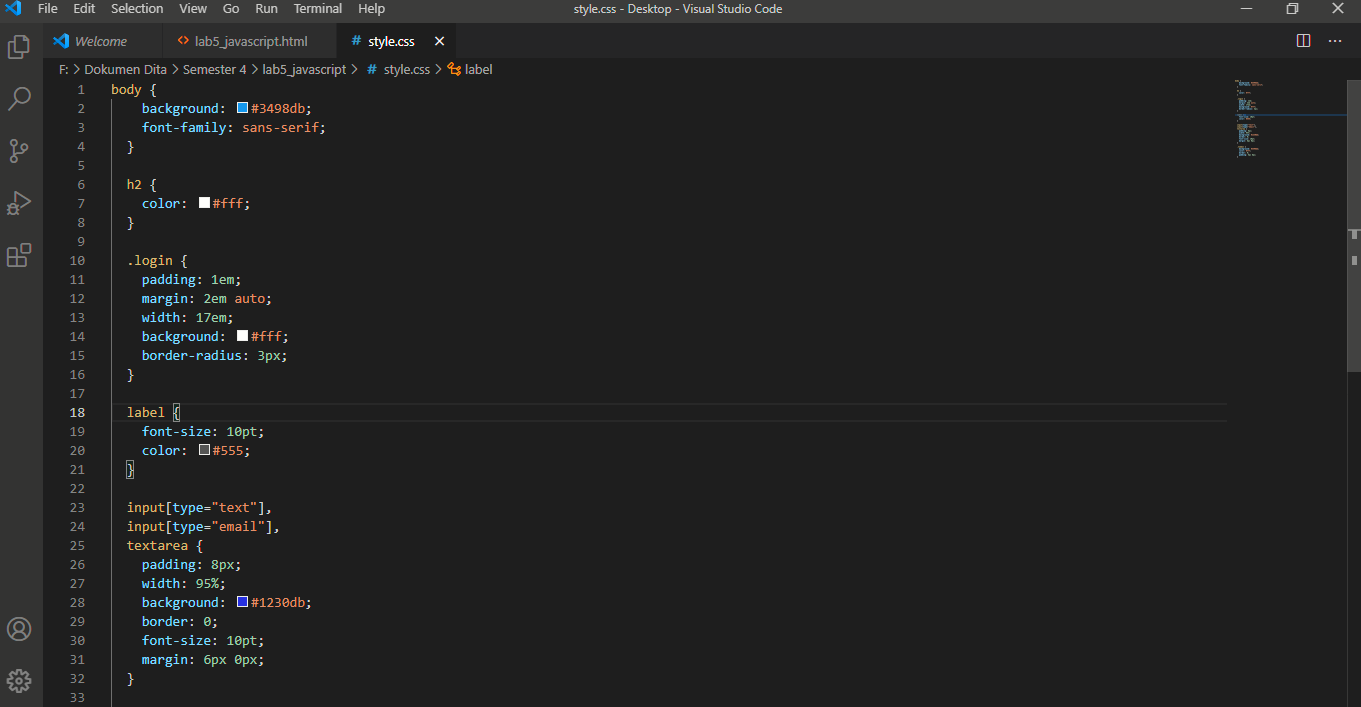 File Edit Selection View Go Run Terminal Help style.css - Desktop - Visual Studio Code
Welcome <> lab5_javascript.html # style.css ×
F: > Dokumen Dita > Semester 4 > lab5_javascript > # style.css > label
1 body {
2 background: #3498db;
3 font-family: sans-serif;
4 }
5
6 h2 {
7 color: #fff;
8 }
9
10 .login {
11 padding: 1em;
12 margin: 2em auto;
13 width: 17em;
14 background: #fff;
15 border-radius: 3px;
16 }
17
18 label {
19 font-size: 10pt;
20 color: #555;
21 }
22
23 input[type="text"],
24 input[type="email"],
25 textarea {
26 padding: 8px;
27 width: 95%;
28 background: #1230db;
29 border: 0;
30 font-size: 10pt;
31 margin: 6px 0px;
32 }
33